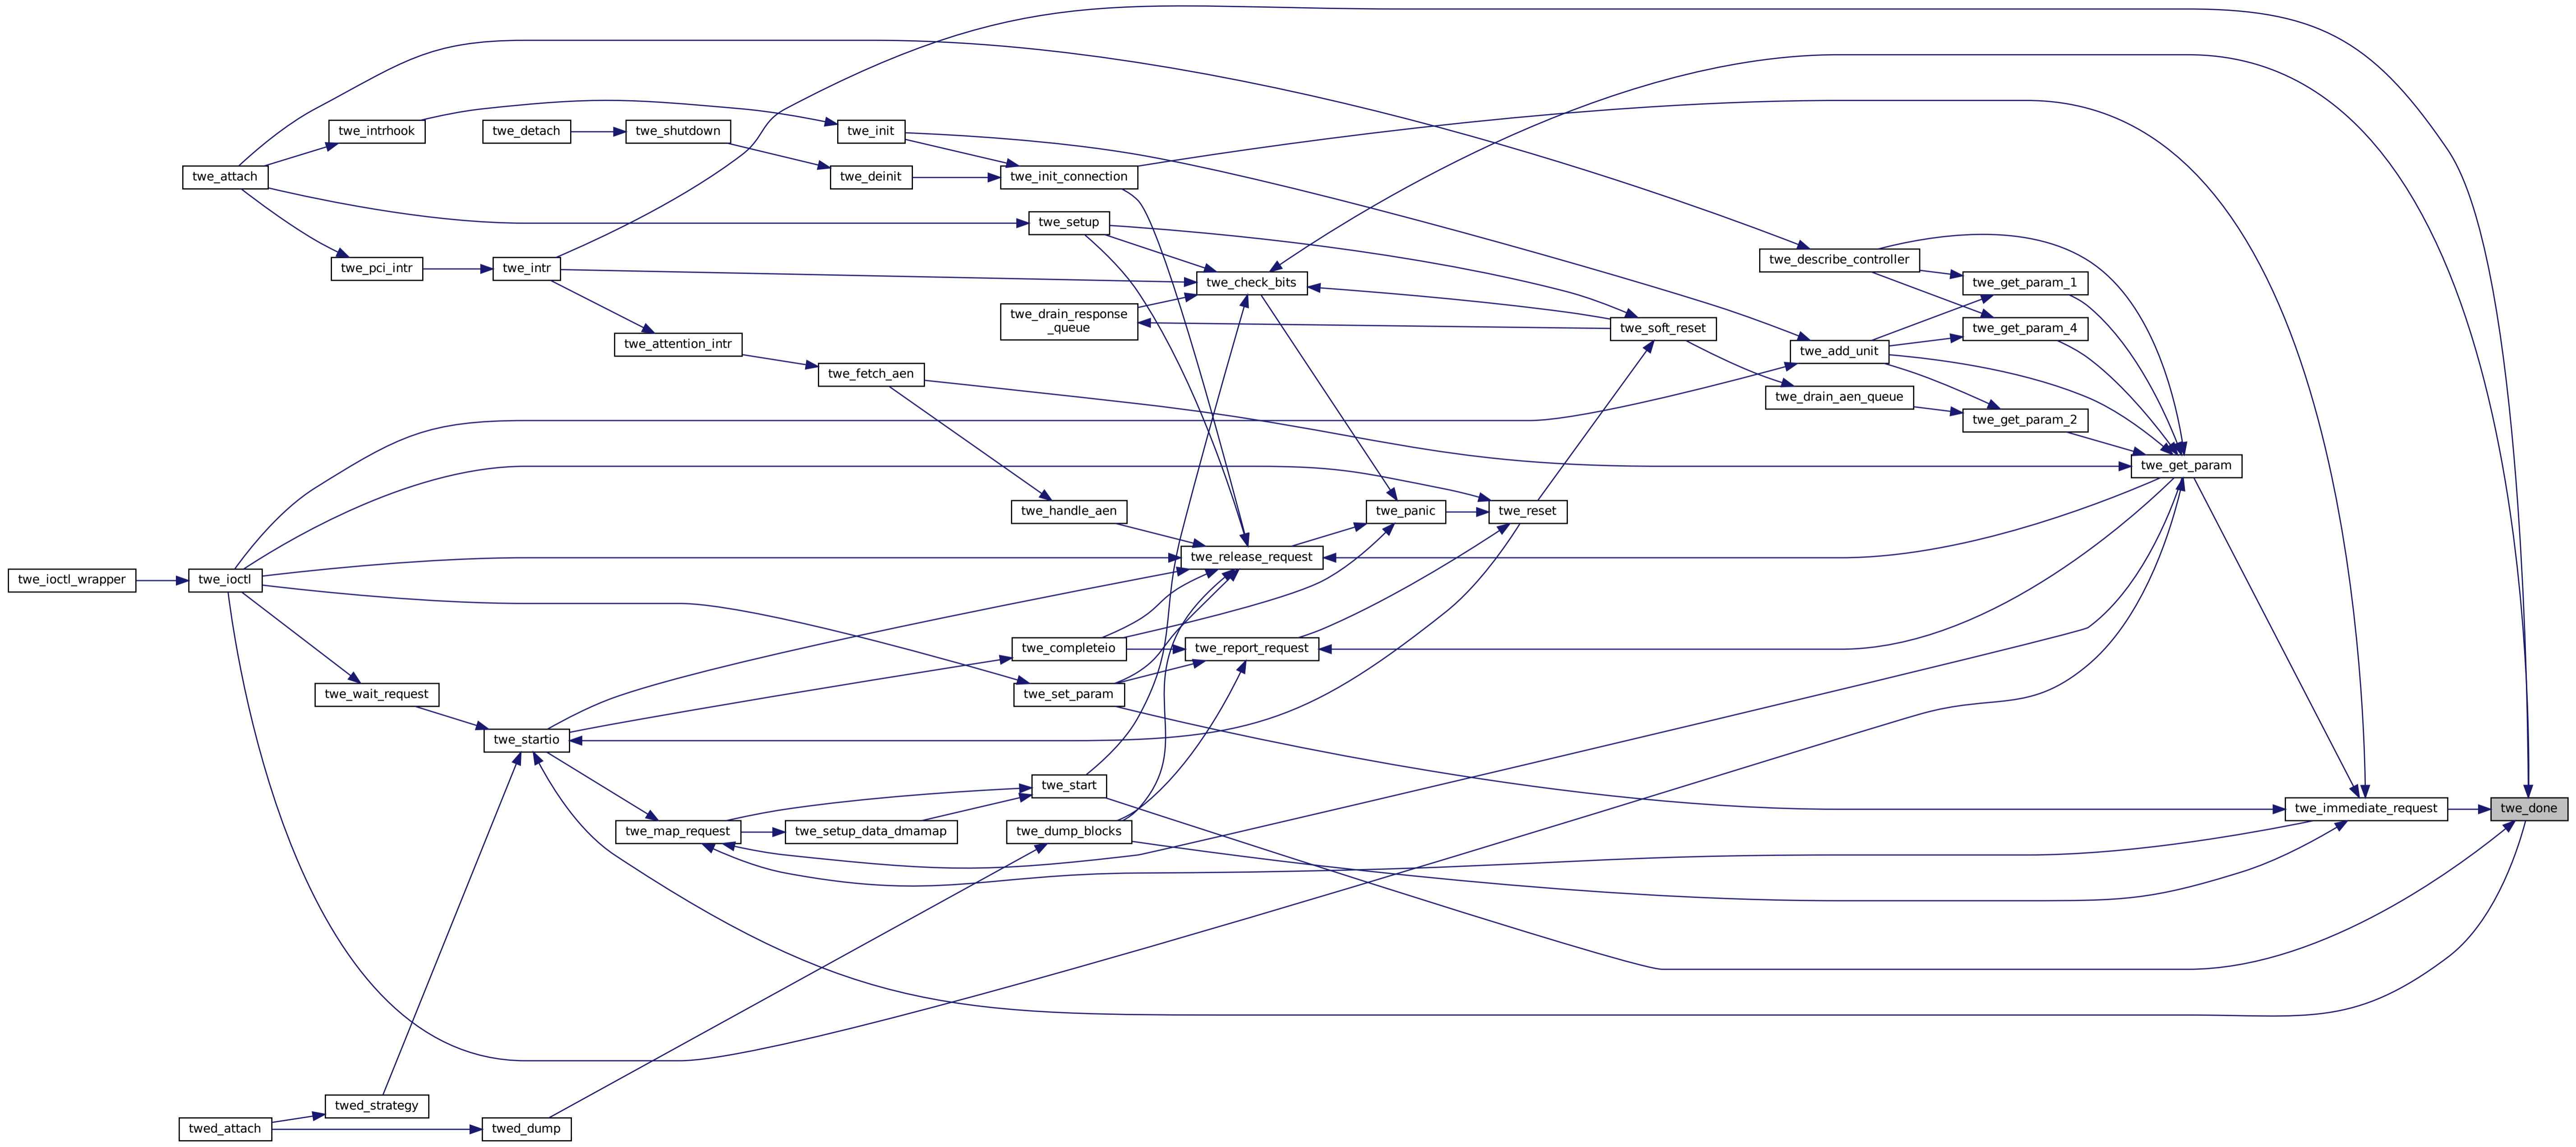 twe_intrhook
twe_detach
twe_shutdown
twe_init
twe_attach
twe_deinit
twe_init_connection
twe_setup
twe_pci_intr
twe_intr
twe_check_bits
twe_describe_controller
twe_get_param_1
twe_drain_response
_queue
twe_soft_reset
twe_get_param_4
twe_attention_intr
twe_add_unit
twe_fetch_aen
twe_drain_aen_queue
twe_get_param_2
twe_get_param
twe_handle_aen
twe_panic
twe_reset
twe_release_request
twe_ioctl_wrapper
twe_ioctl
twe_completeio
twe_report_request
twe_wait_request
twe_set_param
twe_startio
twe_start
twe_immediate_request
twe_done
twe_map_request
twe_setup_data_dmamap
twe_dump_blocks
twed_strategy
twed_attach
twed_dump